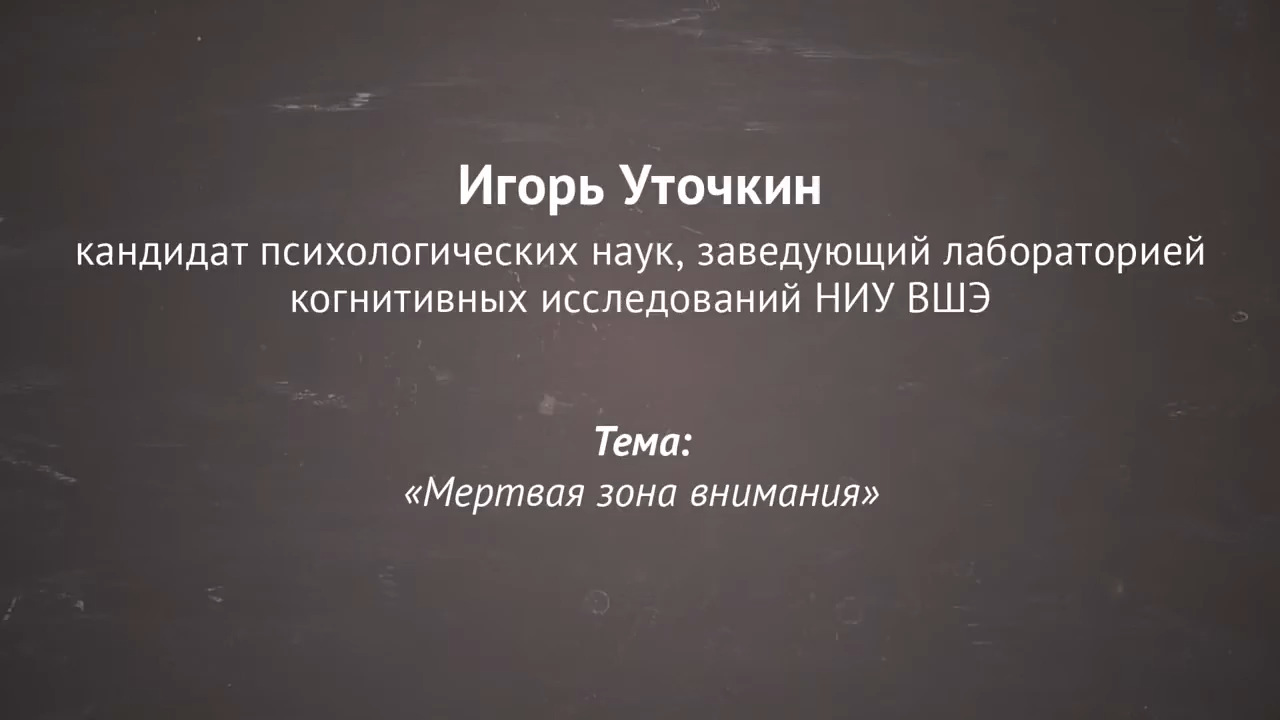 Игорь Уточкин
кандидат психологических наук, заведующий лабораторией
когнитивных исследований НИУ ВШЭ
Тема:
«Мертвая зона внимания»